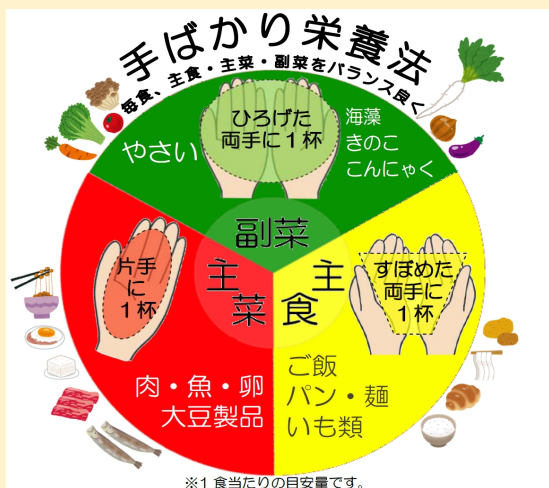 手ばかり栄養法
毎食、主食・主菜・副菜をバランス良く
やさい
ひろげた
両手に1杯
海藻
きのこ
こんにゃく
副菜
主菜
主食
片手
に
1杯
すぼめた
両手に
1杯
肉・魚・卵
大豆製品
ご飯
パン・麺
いも類
※1食当たりの目安量です。